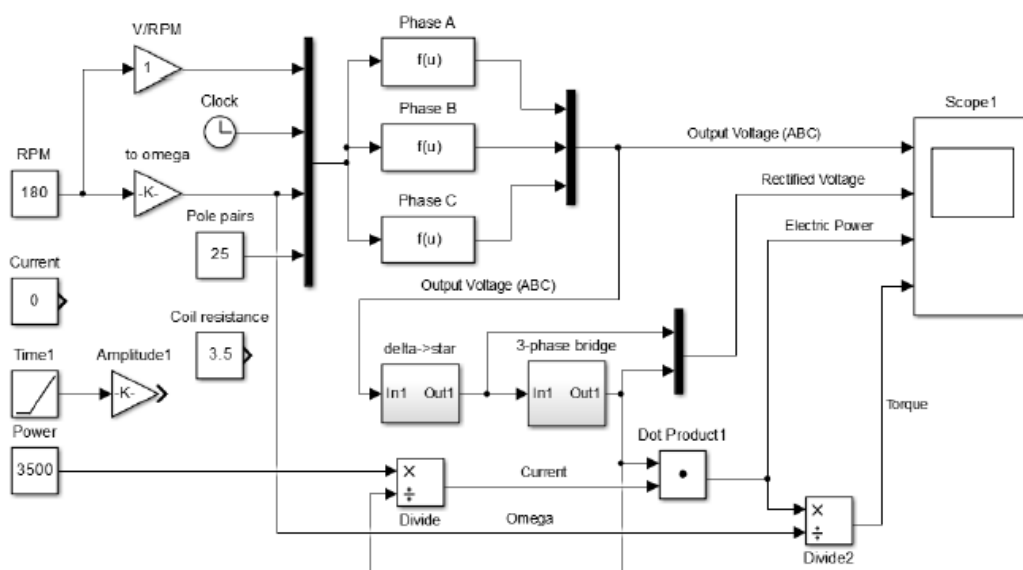 V/RPM
1
Phase A
f(u)
Clock
Phase B
f(u)
Scope1
Output Voltage (ABC)
RPM
180
to omega
-K-
Rectified Voltage
Phase C
f(u)
Pole pairs
25
Electric Power
Current
0
Output Voltage (ABC)
Coil resistance
3.5
Time1
Amplitude1
-K-
delta->star
In1 Out1
3-phase bridge
In1 Out1
Torque
Power
3500
Dot Product1
×
÷
Divide
Current
Omega
×
÷
Divide2